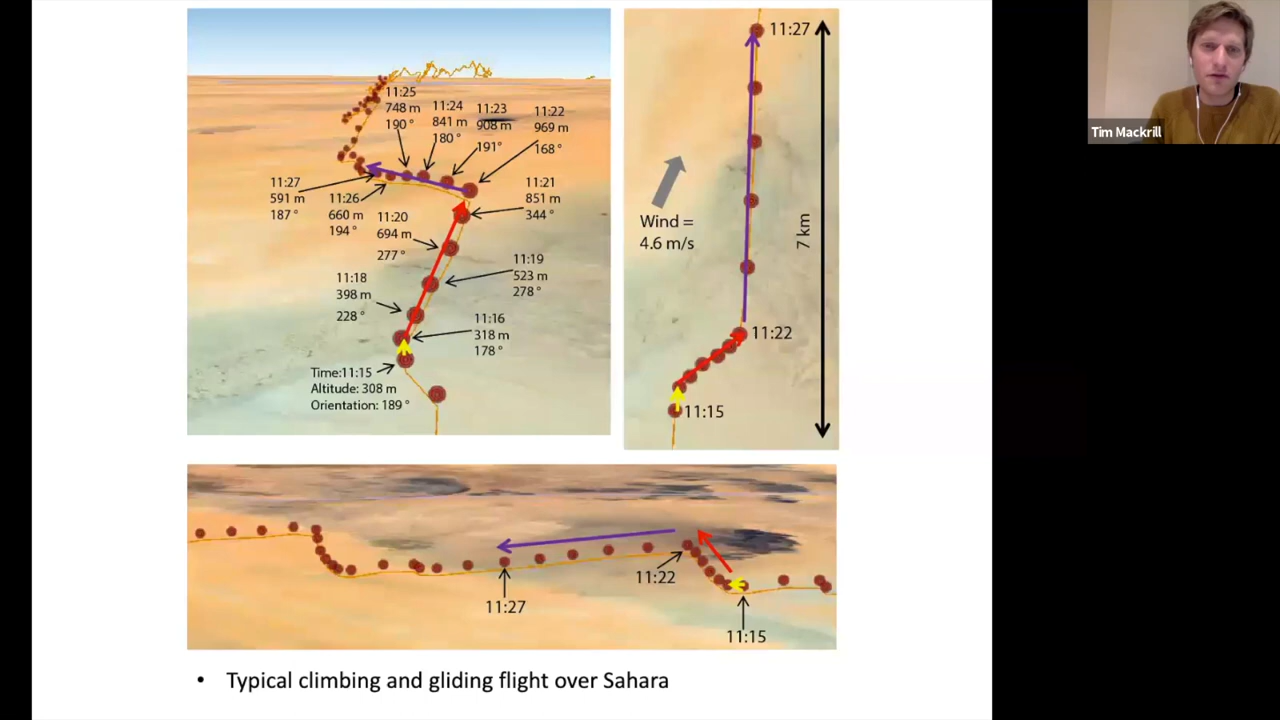 11:25
748 m
190 °
11:24
841 m
180 °
11:23
908 m
191°
11:22
969 m
168 °
11:27
591 m
187 °
11:26
660 m
194 °
11:21
851 m
344 °
11:20
694 m
277 °
11:19
523 m
278 °
11:18
398 m
228 °
11:16
318 m
178 °
Time:11:15
Altitude: 308 m
Orientation: 189 °
11:27
Wind =
4.6 m/s
7 km
11:22
11:15
Tim Mackrill
11:22
11:27
11:15
• Typical climbing and gliding flight over Sahara